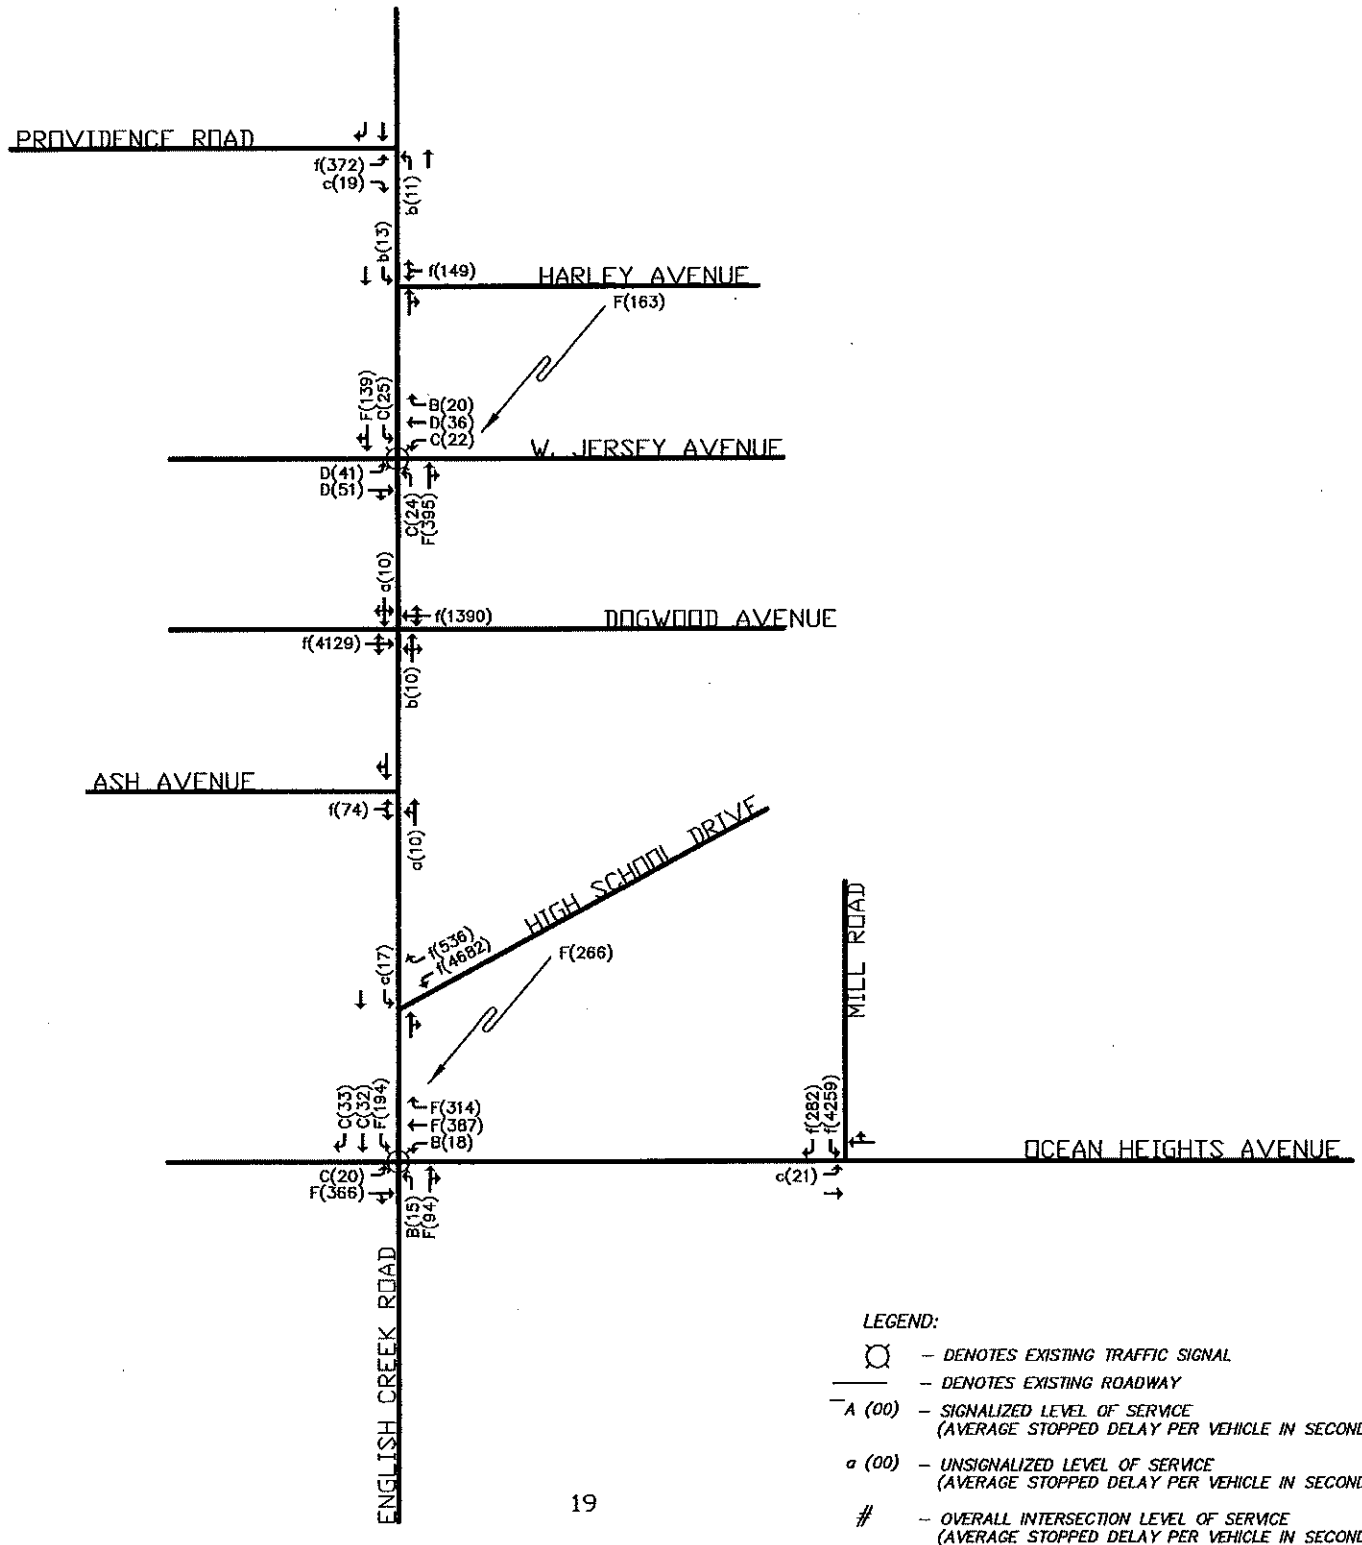 PROVIDENCE ROAD
f(372)
c(19)
b(11)
b(13)
f(149)
HARLEY AVENUE
F(163)
F(139)
C(25)
B(20)
D(36)
C(22)
W. JERSEY AVENUE
D(41)
D(51)
C(24)
F(395)
a(10)
f(1390)
DOGWOOD AVENUE
f(4129)
b(10)
ASH AVENUE
f(74)
a(10)
HIGH SCHOOL DRIVE
f(536)
f(4682)
F(266)
c(17)
MILL ROAD
C(33)
C(32)
F(194)
F(314)
F(387)
B(18)
f(282)
f(4259)
OCEAN HEIGHTS AVENUE
C(20)
F(366)
B(15)
F(94)
c(21)
ENGLISH CREEK ROAD
LEGEND:
– DENOTES EXISTING TRAFFIC SIGNAL
– DENOTES EXISTING ROADWAY
A (00) – SIGNALIZED LEVEL OF SERVICE
(AVERAGE STOPPED DELAY PER VEHICLE IN SECOND
a (00) – UNSIGNALIZED LEVEL OF SERVICE
(AVERAGE STOPPED DELAY PER VEHICLE IN SECOND
# – OVERALL INTERSECTION LEVEL OF SERVICE
(AVERAGE STOPPED DELAY PER VEHICLE IN SECOND
19